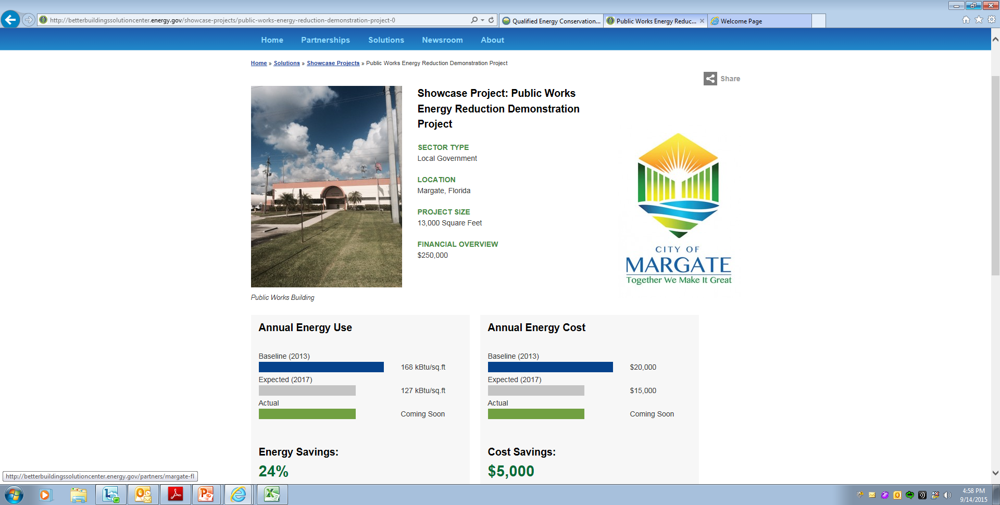 http://betterbuildingssolutioncenter.energy.gov/showcase-projects/public-works-energy-reduction-demonstration-project-0
Qualified Energy Conservation...
Public Works Energy Reduc...
Welcome Page
Home
Partnerships
Solutions
Newsroom
About
Home » Solutions » Showcase Projects » Public Works Energy Reduction Demonstration Project
Share
Showcase Project: Public Works
Energy Reduction Demonstration
Project
SECTOR TYPE
Local Government
LOCATION
Margate, Florida
PROJECT SIZE
13,000 Square Feet
FINANCIAL OVERVIEW
$250,000
CITY OF
MARGATE
Together We Make It Great
Public Works Building
Annual Energy Use
Baseline (2013)
168 kBtu/sq.ft
Expected (2017)
127 kBtu/sq.ft
Actual
Coming Soon
Energy Savings:
24%
Annual Energy Cost
Baseline (2013)
$20,000
Expected (2017)
$15,000
Actual
Coming Soon
Cost Savings:
$5,000
http://betterbuildingssolutioncenter.energy.gov/partners/margate-fl
4:58 PM
9/14/2015